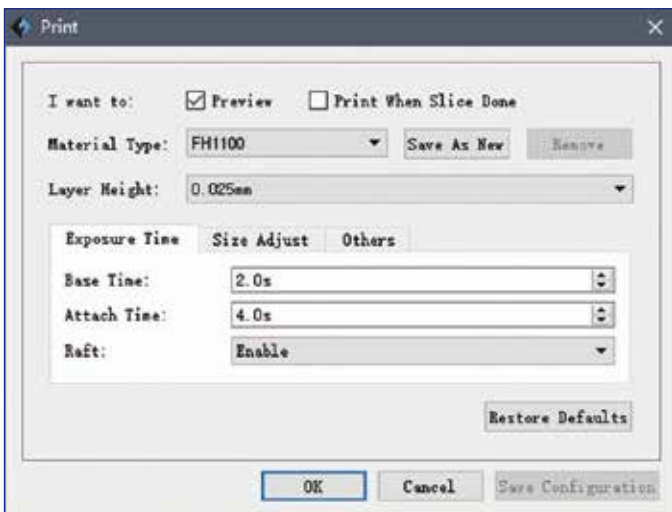 Print
I want to: Preview Print When Slice Done
Material Type: FH1100 Save As New Remove
Layer Height: 0.025mm
Exposure Time Size Adjust Others
Base Time: 2.0s
Attach Time: 4.0s
Raft: Enable
Restore Defaults
OK Cancel Save Configuration